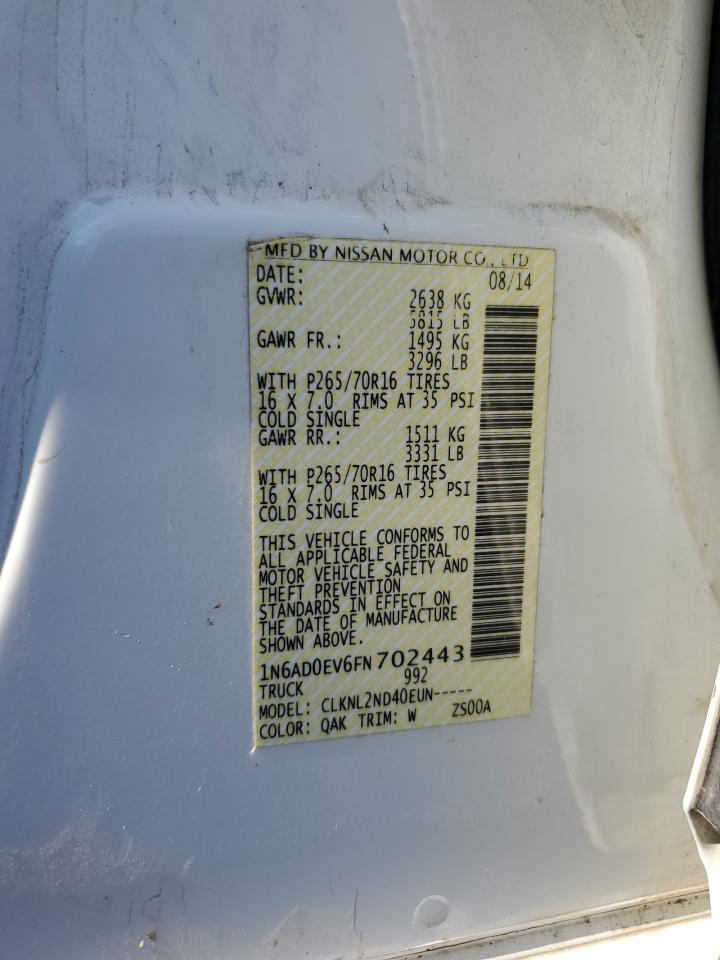 MFD BY NISSAN MOTOR CO., LTD
DATE: 08/14
GVWR: 2638 KG
5815 LB
GAWR FR.: 1495 KG
3296 LB
WITH P265/70R16 TIRES
16 X 7.0 RIMS AT 35 PSI
COLD SINGLE
GAWR RR.: 1511 KG
3331 LB
WITH P265/70R16 TIRES
16 X 7.0 RIMS AT 35 PSI
COLD SINGLE
THIS VEHICLE CONFORMS TO
ALL APPLICABLE FEDERAL
MOTOR VEHICLE SAFETY AND
THEFT PREVENTION
STANDARDS IN EFFECT ON
THE DATE OF MANUFACTURE
SHOWN ABOVE.
1N6AD0EV6FN702443
TRUCK 992
MODEL: CLKNL2ND40EUN-----
COLOR: QAK TRIM: W ZS00A